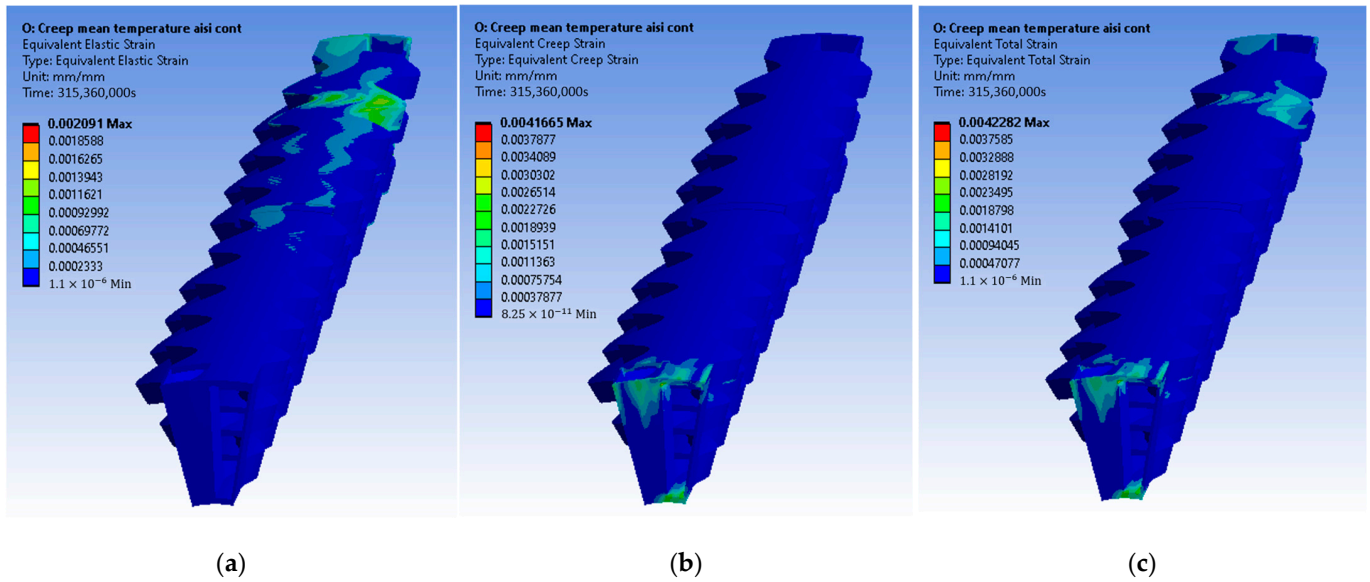 O: Creep mean temperature aisi cont
Equivalent Elastic Strain
Type: Equivalent Elastic Strain
Unit: mm/mm
Time: 315,360,000s
0.002091 Max
0.0018588
0.0016265
0.0013943
0.0011621
0.00092992
0.00069772
0.00046551
0.0002333
1.1 × 10⁻⁶ Min
(a)
O: Creep mean temperature aisi cont
Equivalent Creep Strain
Type: Equivalent Creep Strain
Unit: mm/mm
Time: 315,360,000s
0.0041665 Max
0.0037877
0.0034089
0.0030302
0.0026514
0.0022726
0.0018939
0.0015151
0.0011363
0.00075754
0.00037877
8.25 × 10⁻¹¹ Min
(b)
O: Creep mean temperature aisi cont
Equivalent Total Strain
Type: Equivalent Total Strain
Unit: mm/mm
Time: 315,360,000s
0.0042282 Max
0.0037585
0.0032888
0.0028192
0.0023495
0.0018798
0.0014101
0.00094045
0.00047077
1.1 × 10⁻⁶ Min
(c)